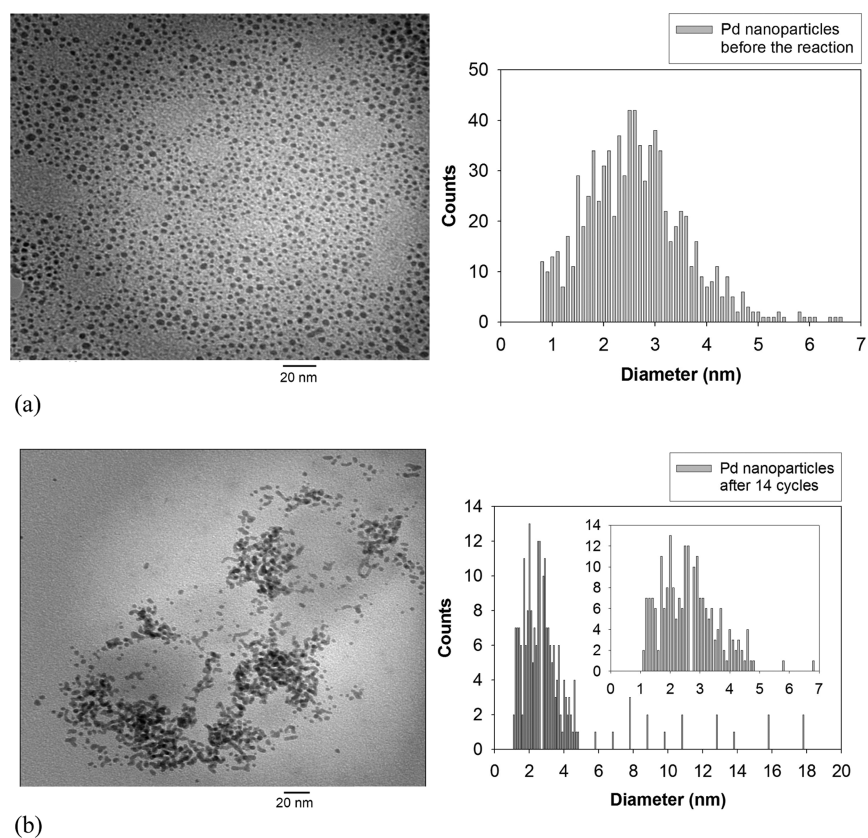 Pd nanoparticles
before the reaction
50
40
30
20
10
0
Counts
0 1 2 3 4 5 6 7
Diameter (nm)
20 nm
(a)
Pd nanoparticles
after 14 cycles
14
12
10
8
6
4
2
0
Counts
0 2 4 6 8 10 12 14 16 18 20
Diameter (nm)
14
12
10
8
6
4
2
0
0 1 2 3 4 5 6 7
20 nm
(b)